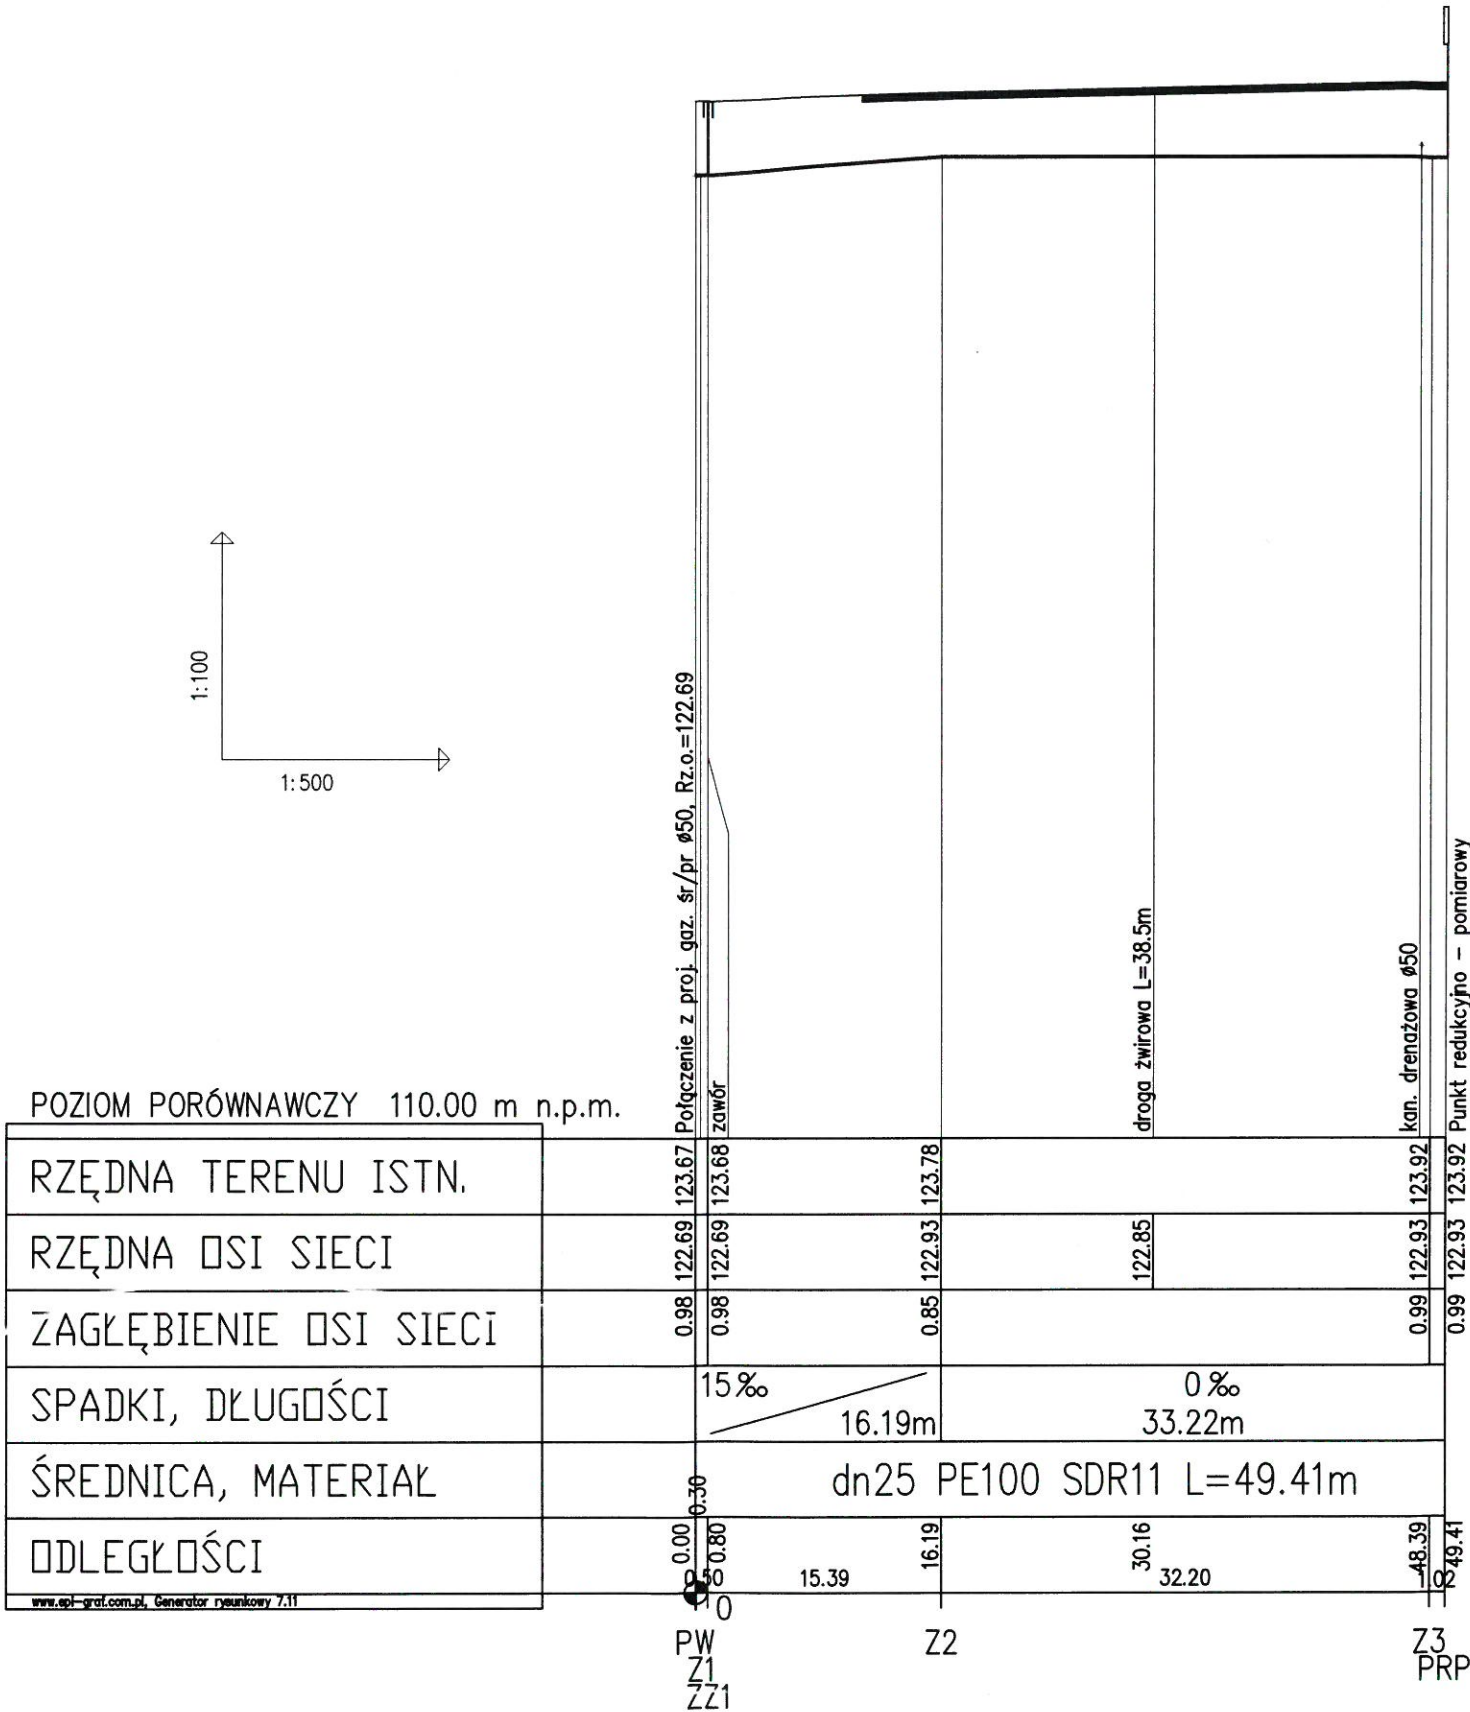 1:100
1:500
Połączenie z proj. gaz. śr/pr ø50, Rz.o.=122.69
zawór
droga żwirowa L=38.5m
kan. drenażowa ø50
Punkt redukcyjno - pomiarowy
POZIOM PORÓWNAWCZY 110.00 m n.p.m.
RZĘDNA TERENU ISTN. 123.67 123.68 123.78 123.92 123.92
RZĘDNA OSI SIECI 122.69 122.69 122.93 122.85 122.93 122.93
ZAGŁĘBIENIE OSI SIECI 0.98 0.98 0.85 0.99 0.99
SPADKI, DŁUGOŚCI 15‰ 16.19m 0‰ 33.22m
ŚREDNICA, MATERIAŁ dn25 PE100 SDR11 L=49.41m
ODLEGŁOŚCI 0.00 0.30 0.80 16.19 30.16 48.39 49.41
0.50 15.39 32.20 1.02
www.epi-graf.com.pl, Generator rysunkowy 7.11
0
PW Z2 Z3
Z1 PRP
ZZ1